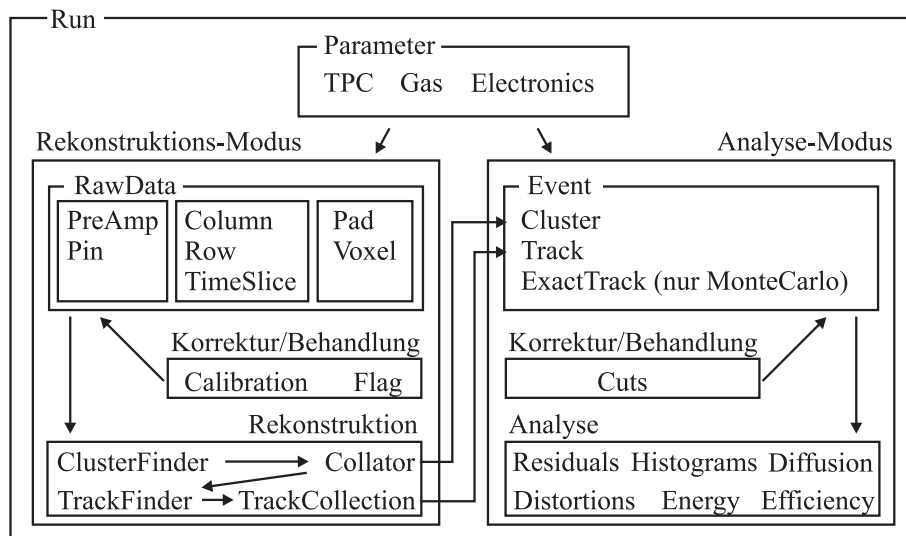 Run
Parameter
TPC Gas Electronics
Rekonstruktions-Modus
RawData
PreAmp
Pin
Column
Row
TimeSlice
Pad
Voxel
Korrektur/Behandlung
Calibration Flag
Rekonstruktion
ClusterFinder Collator
TrackFinder TrackCollection
Analyse-Modus
Event
Cluster
Track
ExactTrack (nur MonteCarlo)
Korrektur/Behandlung
Cuts
Analyse
Residuals Histograms Diffusion
Distortions Energy Efficiency